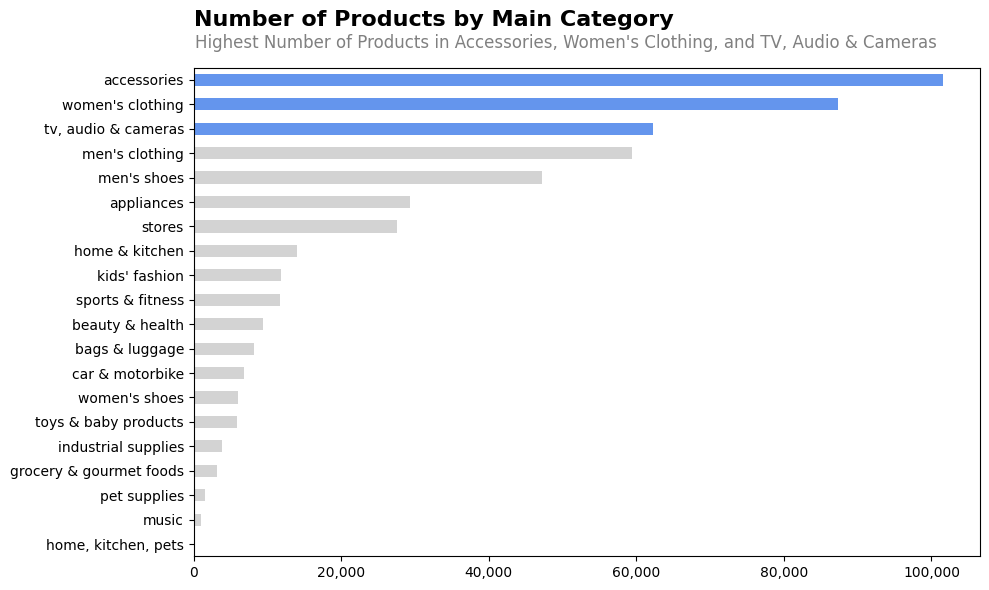 Number of Products by Main Category
Highest Number of Products in Accessories, Women's Clothing, and TV, Audio & Cameras
accessories
women's clothing
tv, audio & cameras
men's clothing
men's shoes
appliances
stores
home & kitchen
kids' fashion
sports & fitness
beauty & health
bags & luggage
car & motorbike
women's shoes
toys & baby products
industrial supplies
grocery & gourmet foods
pet supplies
music
home, kitchen, pets
0 20,000 40,000 60,000 80,000 100,000